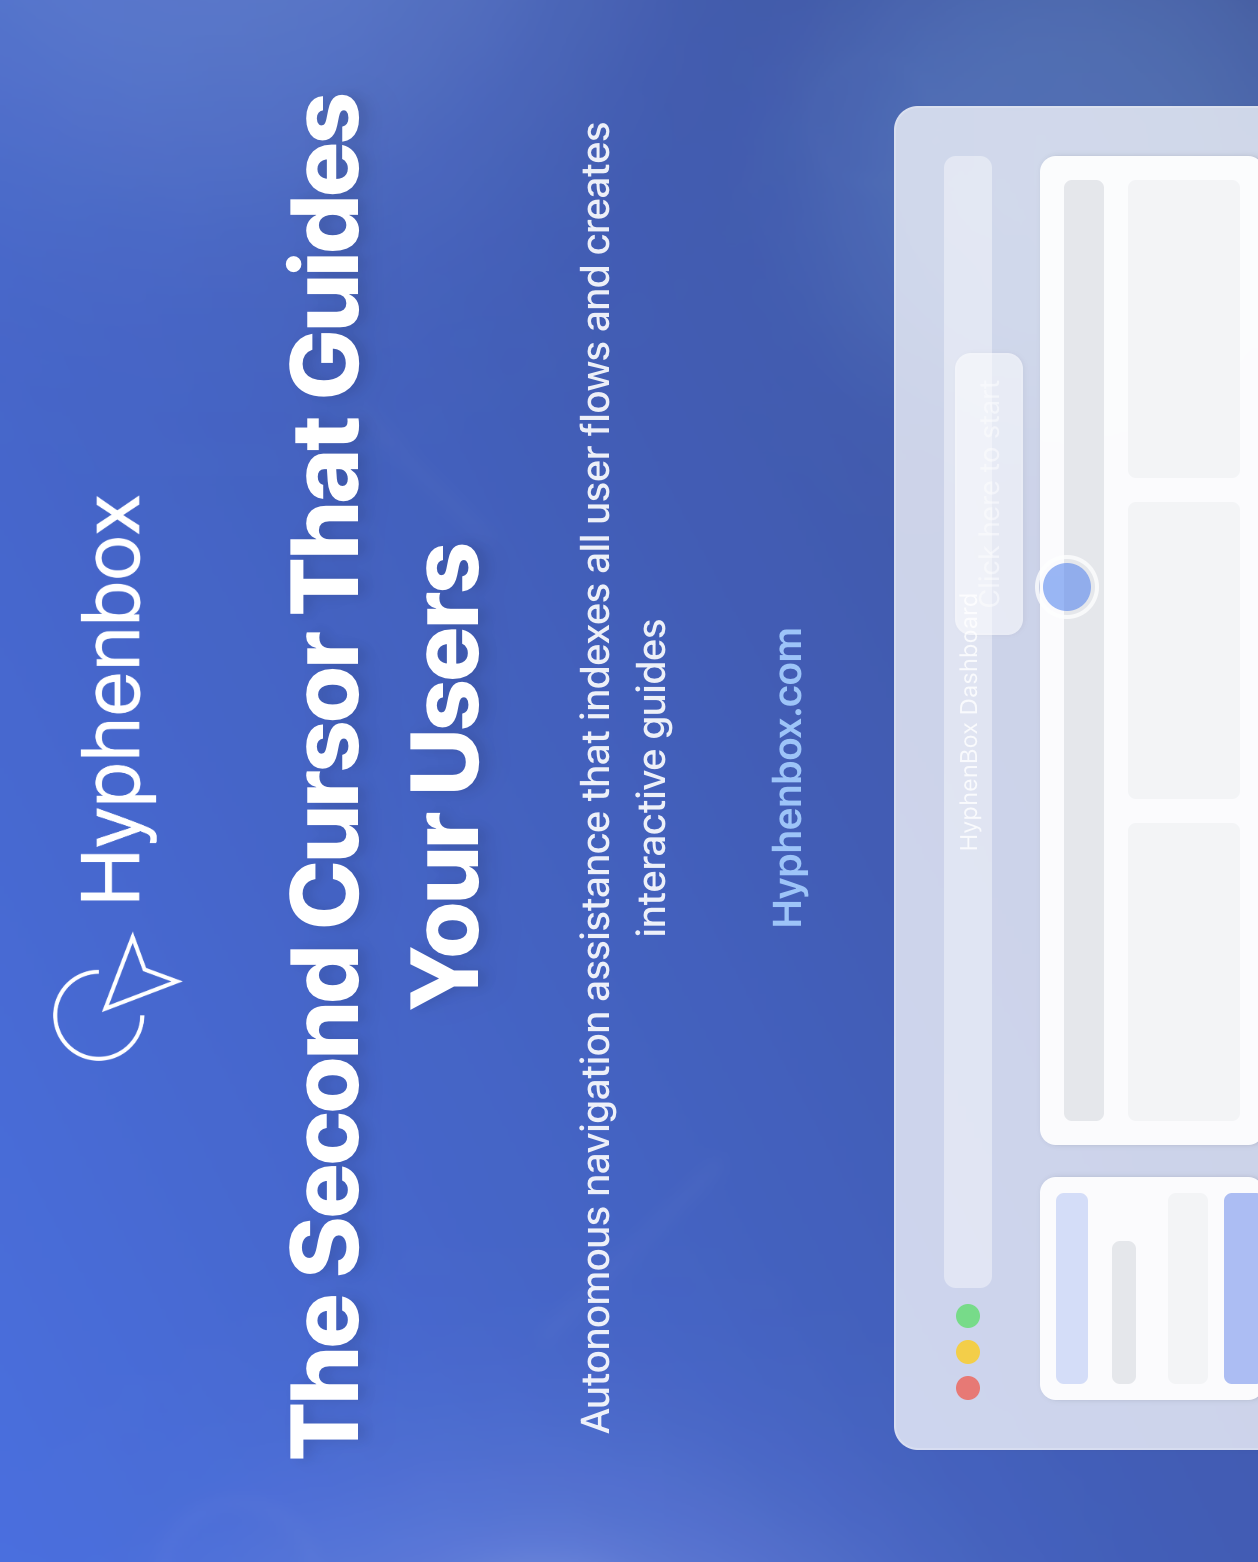 Hyphenbox
The Second Cursor That Guides
Your Users
Autonomous navigation assistance that indexes all user flows and creates
interactive guides
Hyphenbox.com
HyphenBox Dashboard
Click here to start